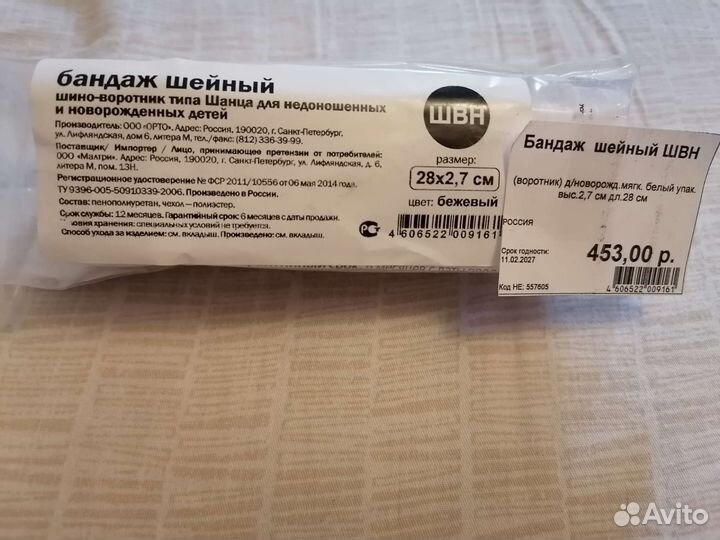 бандаж шейный
шино-воротник типа Шанца для недоношенных
и новорожденных детей
Производитель: ООО «ОРТО». Адрес: Россия, 190020, г. Санкт-Петербург,
ул. Лифляндская, дом 6, литера М, тел./факс: (812) 336-39-99.
Поставщик/ Импортер / Лицо, принимающее претензии от потребителей:
ООО «Малтри». Адрес: Россия, 190020, г. Санкт-Петербург, ул. Лифляндская, д. 6,
литера М, пом. 13Н.
Регистрационное удостоверение № ФСР 2011/10556 от 06 мая 2014 года.
ТУ 9396-005-50910339-2006. Произведено в России.
Состав: пенополиуретан, чехол — полиэстер.
Срок службы: 12 месяцев. Гарантийный срок: 6 месяцев с даты продажи.
Условия хранения: специальных условий не требуется.
Способ ухода за изделием: см. вкладыш. Произведено: см. вкладыш.
ШВН
размер:
28х2,7 см
цвет: бежевый
4 606522 009161
Бандаж шейный ШВН
(воротник) д/новорожд.мягк. белый упак.
выс.2,7 см дл.28 см
РОССИЯ
Срок годности:
11.02.2027
453,00 р.
Код НЕ: 557605
4 606522 009161
Avito